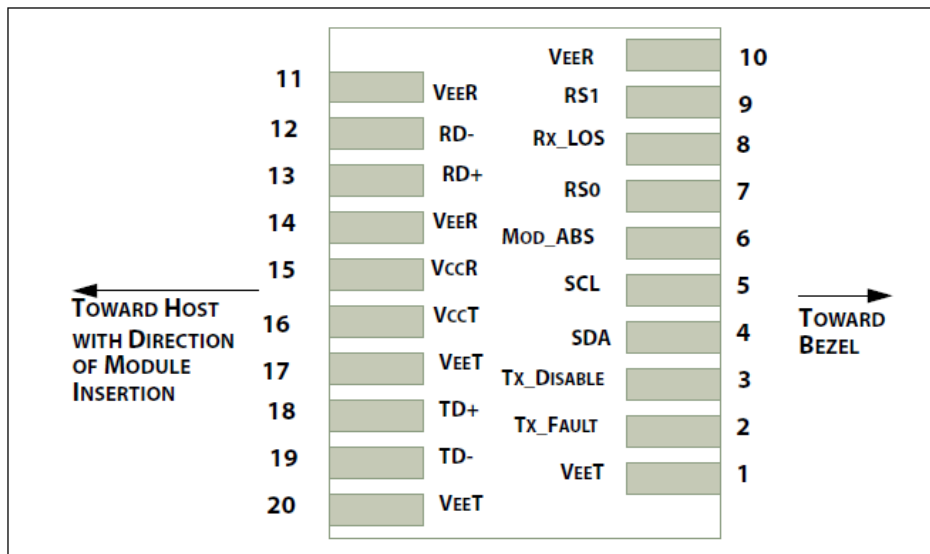 11 VEER
12 RD-
13 RD+
14 VEER
15 VCCR
16 VCCT
17 VEET
18 TD+
19 TD-
20 VEET
VEER 10
RS1 9
RX_LOS 8
RS0 7
MOD_ABS 6
SCL 5
SDA 4
TX_DISABLE 3
TX_FAULT 2
VEET 1
TOWARD HOST
WITH DIRECTION
OF MODULE
INSERTION
TOWARD
BEZEL